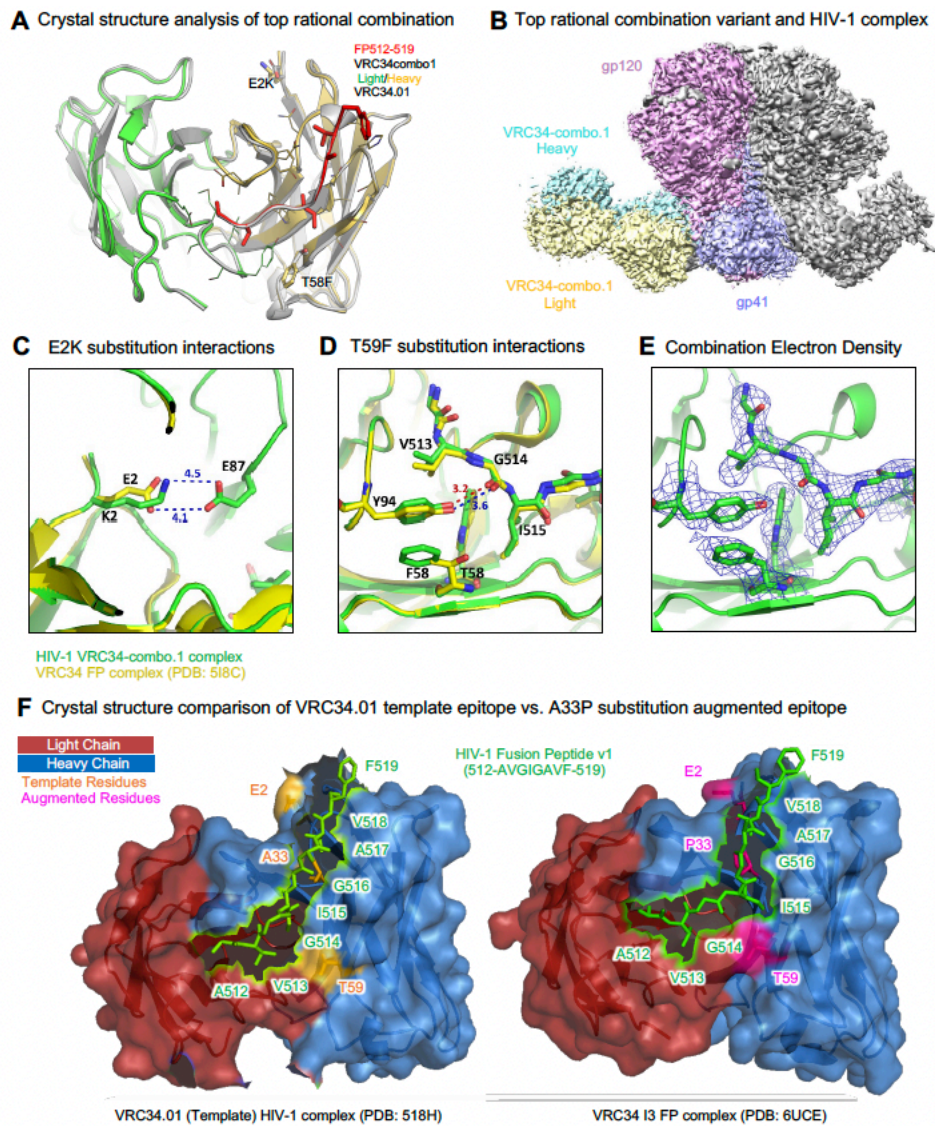 A Crystal structure analysis of top rational combination
FP512-519
VRC34combo1
Light/Heavy
VRC34.01
E2K
T58F
B Top rational combination variant and HIV-1 complex
gp120
VRC34-combo.1
Heavy
VRC34-combo.1
Light
gp41
C E2K substitution interactions
E2
K2
4.5
4.1
E87
D T59F substitution interactions
V513
G514
Y94
3.2
3.6
I515
F58
T58
E Combination Electron Density
HIV-1 VRC34-combo.1 complex
VRC34 FP complex (PDB: 5I8C)
F Crystal structure comparison of VRC34.01 template epitope vs. A33P substitution augmented epitope
Light Chain
Heavy Chain
Template Residues
Augmented Residues
HIV-1 Fusion Peptide v1
(512-AVGIGAVF-519)
E2
F519
V518
A33
A517
G516
I515
G514
A512
V513
T59
VRC34.01 (Template) HIV-1 complex (PDB: 518H)
E2
F519
V518
P33
A517
G516
I515
A512
G514
V513
T59
VRC34 I3 FP complex (PDB: 6UCE)